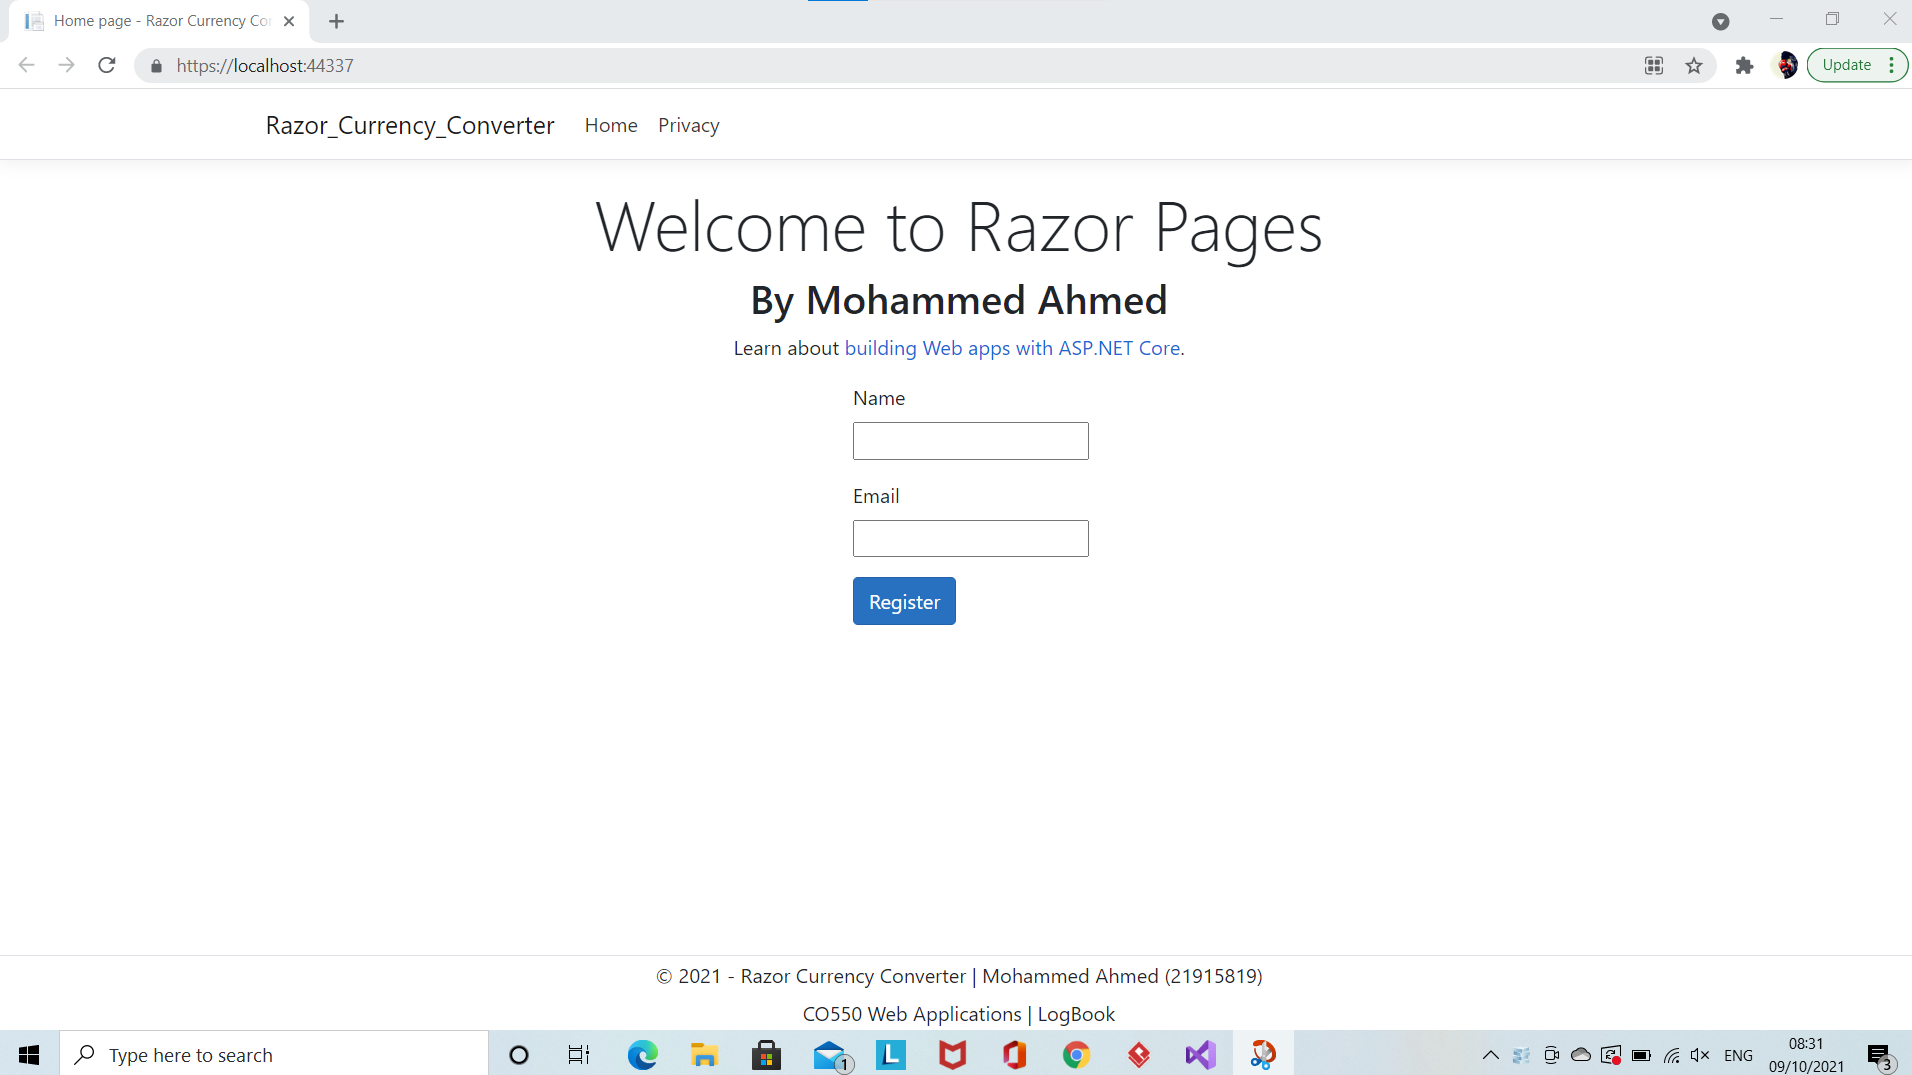 Home page - Razor Currency Co
https://localhost:44337
Update
Razor_Currency_Converter Home Privacy
Welcome to Razor Pages
By Mohammed Ahmed
Learn about building Web apps with ASP.NET Core.
Name
Email
Register
© 2021 - Razor Currency Converter | Mohammed Ahmed (21915819)
CO550 Web Applications | LogBook
Type here to search
1
L
ENG
08:31
09/10/2021
3